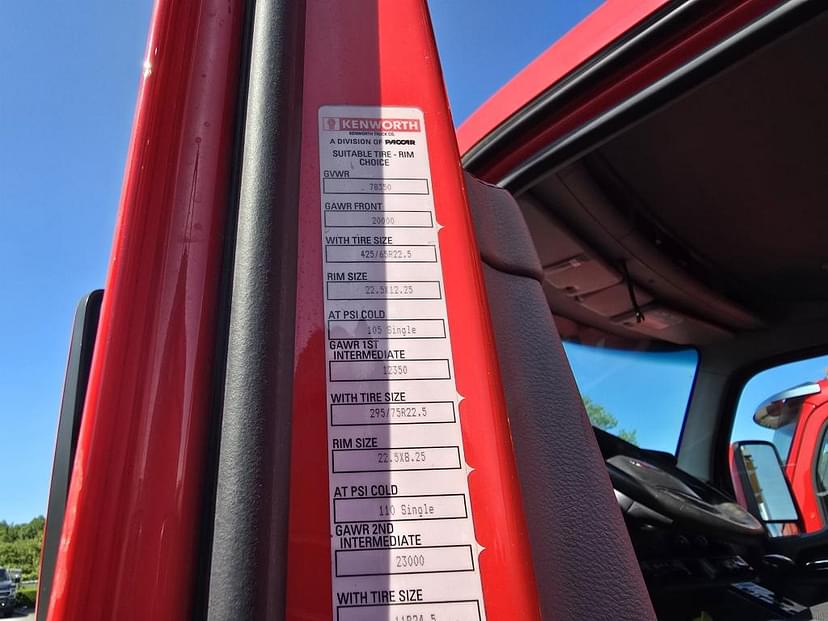 KENWORTH
KENWORTH TRUCK CO.
A DIVISION OF PACCAR
SUITABLE TIRE - RIM
CHOICE
GVWR
78350
GAWR FRONT
20000
WITH TIRE SIZE
425/65R22.5
RIM SIZE
22.5X12.25
AT PSI COLD
105 Single
GAWR 1ST
INTERMEDIATE
12350
WITH TIRE SIZE
295/75R22.5
RIM SIZE
22.5X8.25
AT PSI COLD
110 Single
GAWR 2ND
INTERMEDIATE
23000
WITH TIRE SIZE
11R24.5